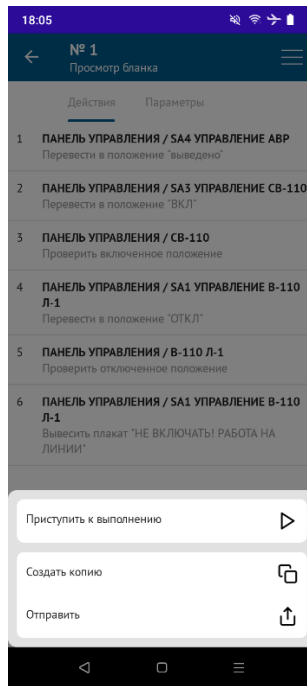 18:05
№ 1
Просмотр бланка
Действия Параметры
1 ПАНЕЛЬ УПРАВЛЕНИЯ / SA4 УПРАВЛЕНИЕ АВР
Перевести в положение "выведено"
2 ПАНЕЛЬ УПРАВЛЕНИЯ / SA3 УПРАВЛЕНИЕ СВ-110
Перевести в положение "ВКЛ"
3 ПАНЕЛЬ УПРАВЛЕНИЯ / СВ-110
Проверить включенное положение
4 ПАНЕЛЬ УПРАВЛЕНИЯ / SA1 УПРАВЛЕНИЕ В-110
Л-1
Перевести в положение "ОТКЛ"
5 ПАНЕЛЬ УПРАВЛЕНИЯ / В-110 Л-1
Проверить отключенное положение
6 ПАНЕЛЬ УПРАВЛЕНИЯ / SA1 УПРАВЛЕНИЕ В-110
Л-1
Вывесить плакат "НЕ ВКЛЮЧАТЬ! РАБОТА НА
ЛИНИИ"
Приступить к выполнению
Создать копию
Отправить